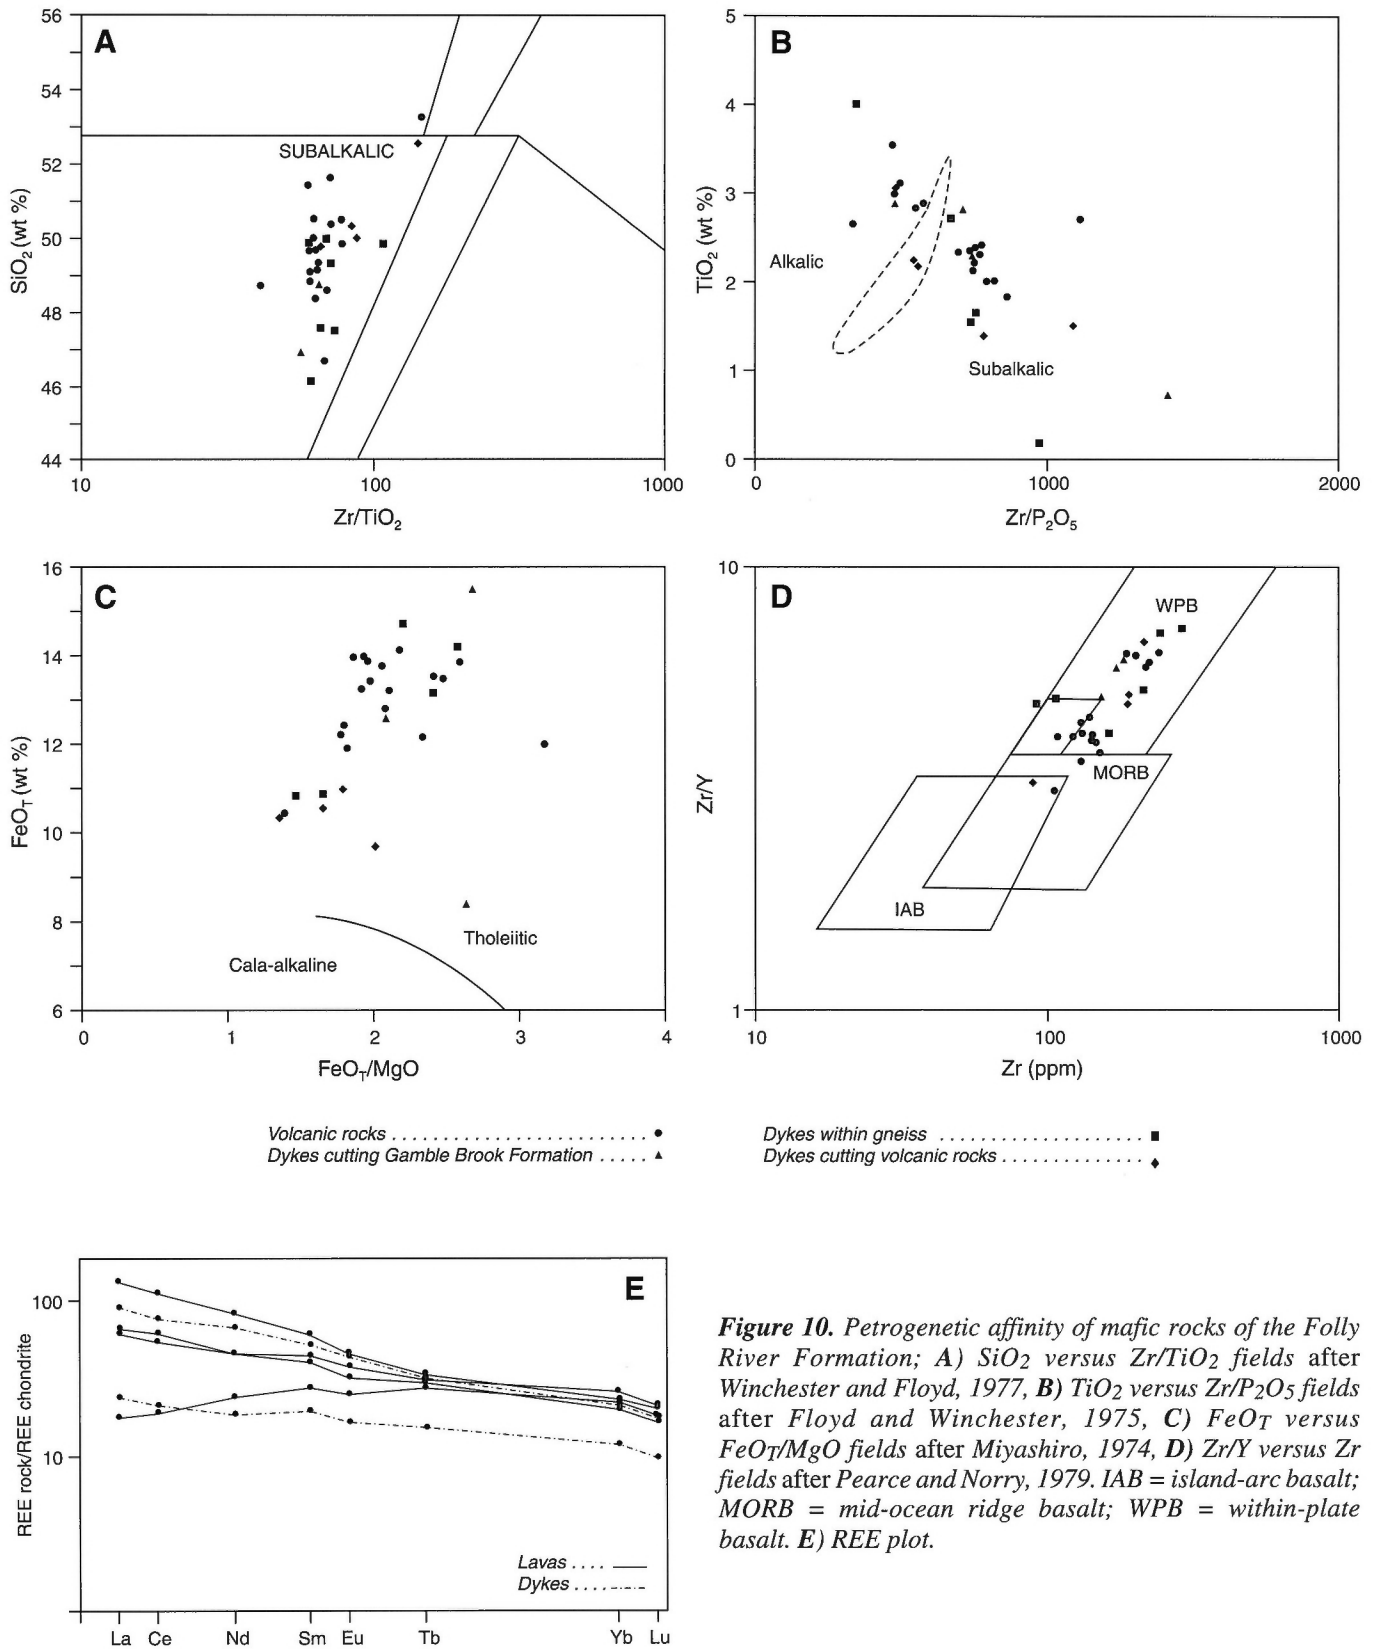 A
SUBALKALIC
56
54
52
50
48
46
44
SiO2 (wt %)
10
100
1000
Zr/TiO2
B
Alkalic
Subalkalic
5
4
3
2
1
0
TiO2 (wt %)
0
1000
2000
Zr/P2O5
C
Cala-alkaline
Tholeiitic
16
14
12
10
8
6
FeOT (wt %)
0
1
2
3
4
FeOT/MgO
D
WPB
MORB
IAB
10
1
Zr/Y
10
100
1000
Zr (ppm)
Volcanic rocks
Dykes cutting Gamble Brook Formation
Dykes within gneiss
Dykes cutting volcanic rocks
E
100
10
REE rock/REE chondrite
Lavas
Dykes
La Ce Nd Sm Eu Tb Yb Lu
Figure 10. Petrogenetic affinity of mafic rocks of the Folly
River Formation; A) SiO2 versus Zr/TiO2 fields after
Winchester and Floyd, 1977, B) TiO2 versus Zr/P2O5 fields
after Floyd and Winchester, 1975, C) FeOT versus
FeOT/MgO fields after Miyashiro, 1974, D) Zr/Y versus Zr
fields after Pearce and Norry, 1979. IAB = island-arc basalt;
MORB = mid-ocean ridge basalt; WPB = within-plate
basalt. E) REE plot.